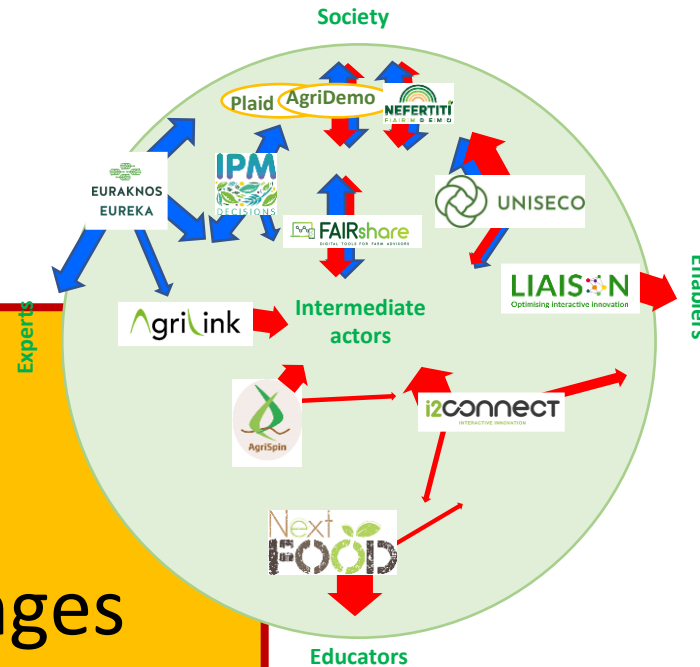 Society
Plaid
AgriDemo
NEFERTITI
FARM DEMO
EURAKNOS
EUREKA
IPM
DECISIONS
FAIRshare
DIGITAL TOOLS FOR FARM ADVISORS
UNISECO
LIAISON
Optimising interactive innovation
Enablers
Experts
AgriLink
Intermediate
actors
AgriSpin
i2connect
INTERACTIVE INNOVATION
Next
FOOD
Educators